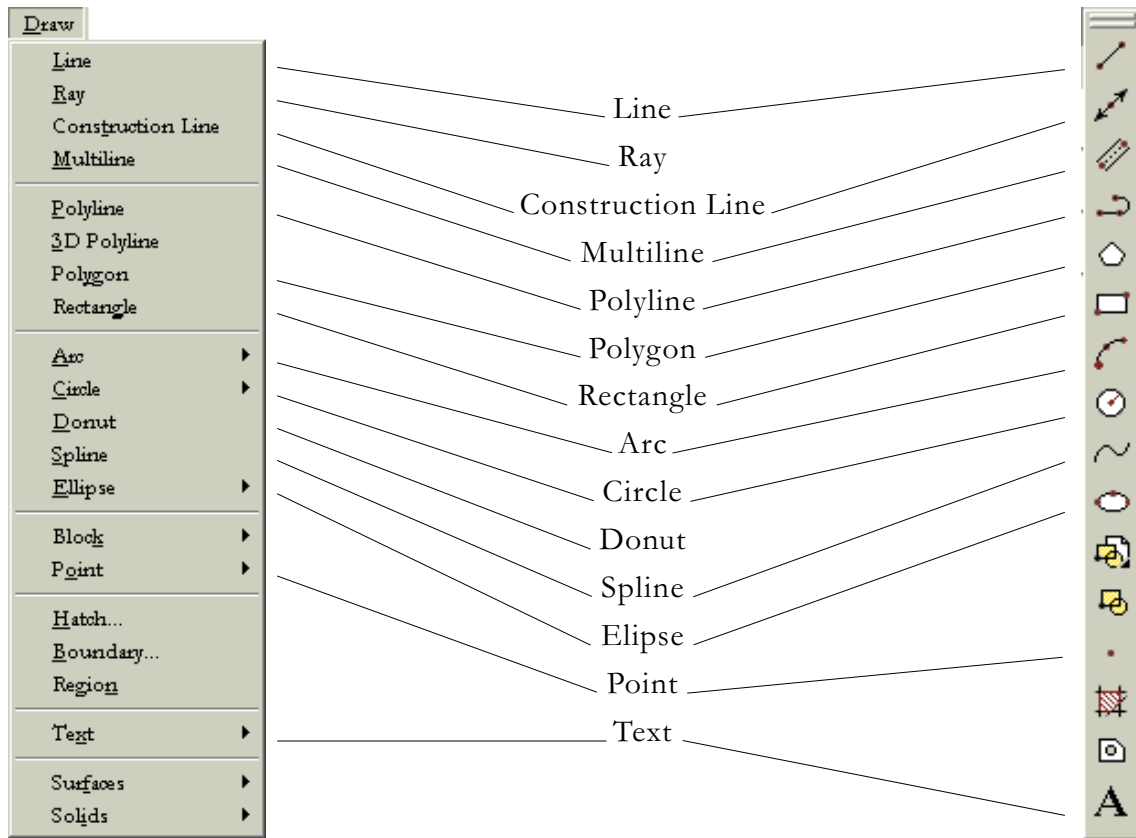 Draw
Line
Ray
Construction Line
Multiline
Polyline
3D Polyline
Polygon
Rectangle
Arc
Circle
Donut
Spline
Ellipse
Block
Point
Hatch...
Boundary...
Region
Text
Surfaces
Solids
Line
Ray
Construction Line
Multiline
Polyline
Polygon
Rectangle
Arc
Circle
Donut
Spline
Elipse
Point
Text
A